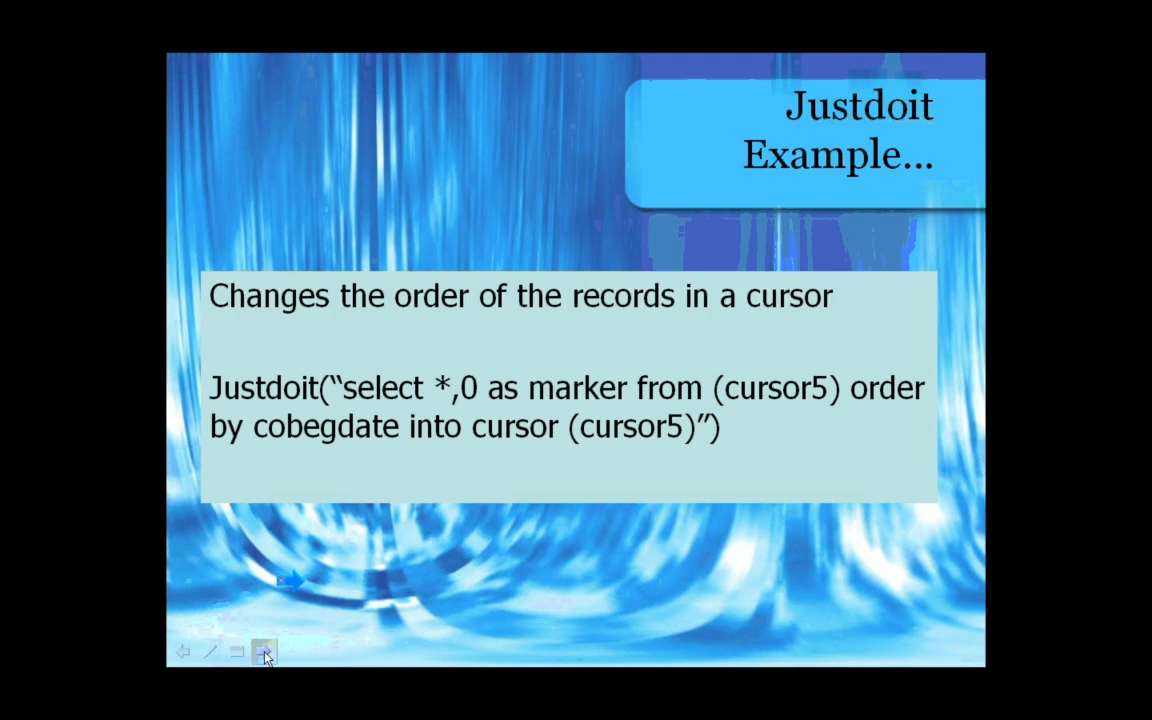 Justdoit
Example...
Changes the order of the records in a cursor
Justdoit(“select *,0 as marker from (cursor5) order
by cobegdate into cursor (cursor5)”)